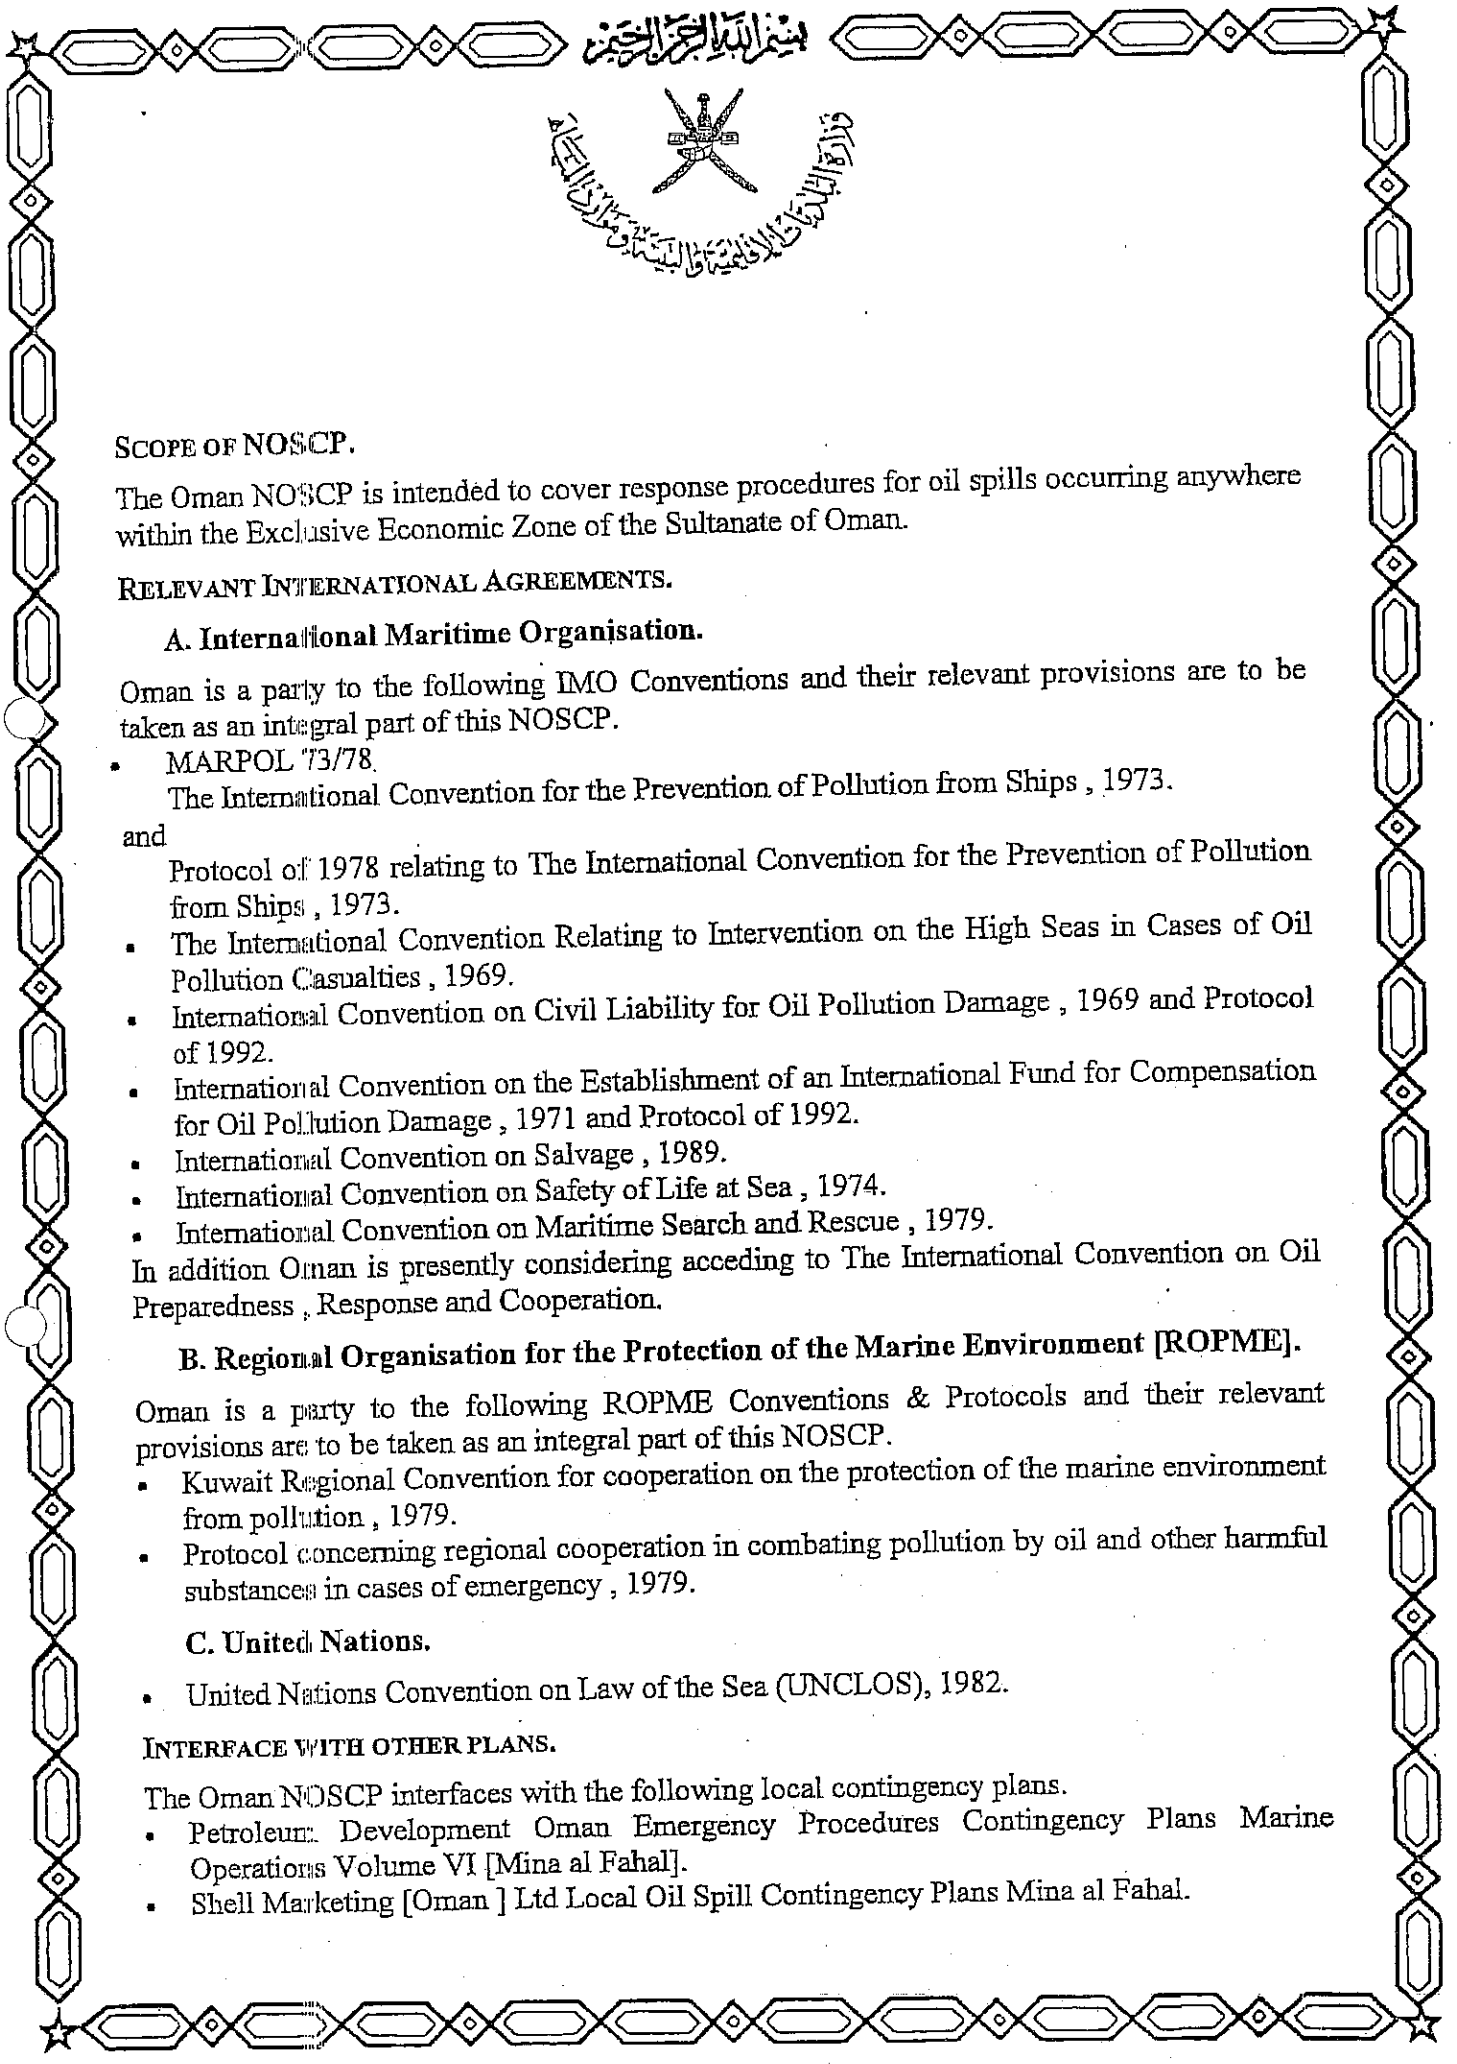 بسم الله الرحمن الرحيم
وزارة البلديات الإقليمية والبيئة وموارد المياه
SCOPE OF NOSCP.
The Oman NOSCP is intended to cover response procedures for oil spills occurring anywhere
within the Exclusive Economic Zone of the Sultanate of Oman.
RELEVANT INTERNATIONAL AGREEMENTS.
A. International Maritime Organisation.
Oman is a party to the following IMO Conventions and their relevant provisions are to be
taken as an integral part of this NOSCP.
• MARPOL 73/78.
The International Convention for the Prevention of Pollution from Ships , 1973.
and
Protocol of 1978 relating to The International Convention for the Prevention of Pollution
from Ships , 1973.
• The International Convention Relating to Intervention on the High Seas in Cases of Oil
Pollution Casualties , 1969.
• International Convention on Civil Liability for Oil Pollution Damage , 1969 and Protocol
of 1992.
• International Convention on the Establishment of an International Fund for Compensation
for Oil Pollution Damage , 1971 and Protocol of 1992.
• International Convention on Salvage , 1989.
• International Convention on Safety of Life at Sea , 1974.
• International Convention on Maritime Search and Rescue , 1979.
In addition Oman is presently considering acceding to The International Convention on Oil
Preparedness , Response and Cooperation.
B. Regional Organisation for the Protection of the Marine Environment [ROPME].
Oman is a party to the following ROPME Conventions & Protocols and their relevant
provisions are to be taken as an integral part of this NOSCP.
• Kuwait Regional Convention for cooperation on the protection of the marine environment
from pollution , 1979.
• Protocol concerning regional cooperation in combating pollution by oil and other harmful
substances in cases of emergency , 1979.
C. United Nations.
• United Nations Convention on Law of the Sea (UNCLOS), 1982.
INTERFACE WITH OTHER PLANS.
The Oman NOSCP interfaces with the following local contingency plans.
• Petroleum Development Oman Emergency Procedures Contingency Plans Marine
Operations Volume VI [Mina al Fahal].
• Shell Marketing [Oman ] Ltd Local Oil Spill Contingency Plans Mina al Fahal.